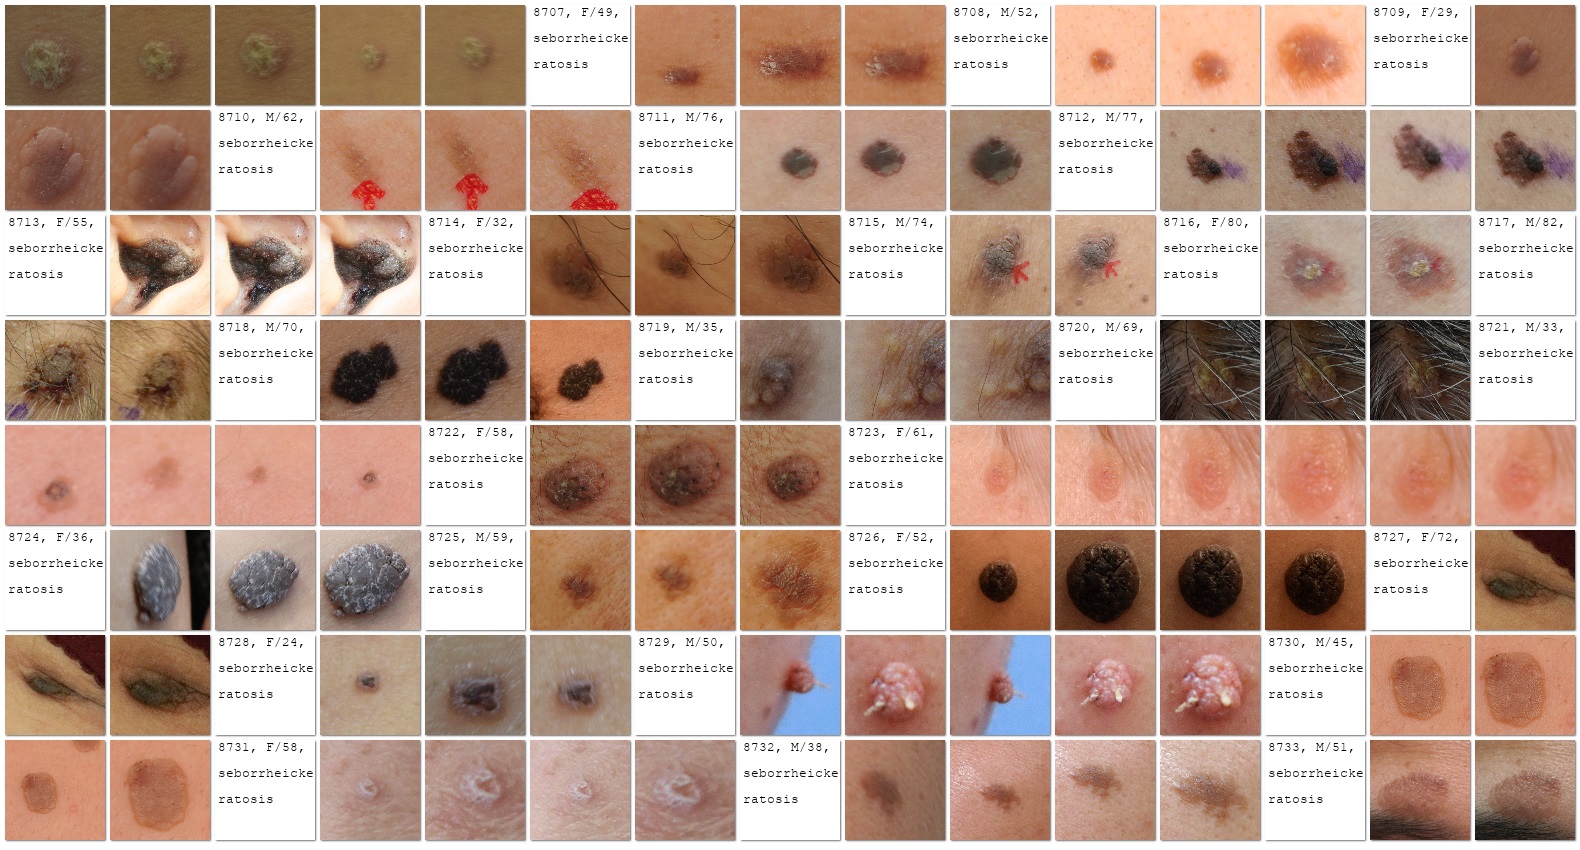 8707, F/49,
seborrheicke
ratosis
8708, M/52,
seborrheicke
ratosis
8709, F/29,
seborrheicke
ratosis
8710, M/62,
seborrheicke
ratosis
8711, M/76,
seborrheicke
ratosis
8712, M/77,
seborrheicke
ratosis
8713, F/55,
seborrheicke
ratosis
8714, F/32,
seborrheicke
ratosis
8715, M/74,
seborrheicke
ratosis
8716, F/80,
seborrheicke
ratosis
8717, M/82,
seborrheicke
ratosis
8718, M/70,
seborrheicke
ratosis
8719, M/35,
seborrheicke
ratosis
8720, M/69,
seborrheicke
ratosis
8721, M/33,
seborrheicke
ratosis
8722, F/58,
seborrheicke
ratosis
8723, F/61,
seborrheicke
ratosis
8724, F/36,
seborrheicke
ratosis
8725, M/59,
seborrheicke
ratosis
8726, F/52,
seborrheicke
ratosis
8727, F/72,
seborrheicke
ratosis
8728, F/24,
seborrheicke
ratosis
8729, M/50,
seborrheicke
ratosis
8730, M/45,
seborrheicke
ratosis
8731, F/58,
seborrheicke
ratosis
8732, M/38,
seborrheicke
ratosis
8733, M/51,
seborrheicke
ratosis